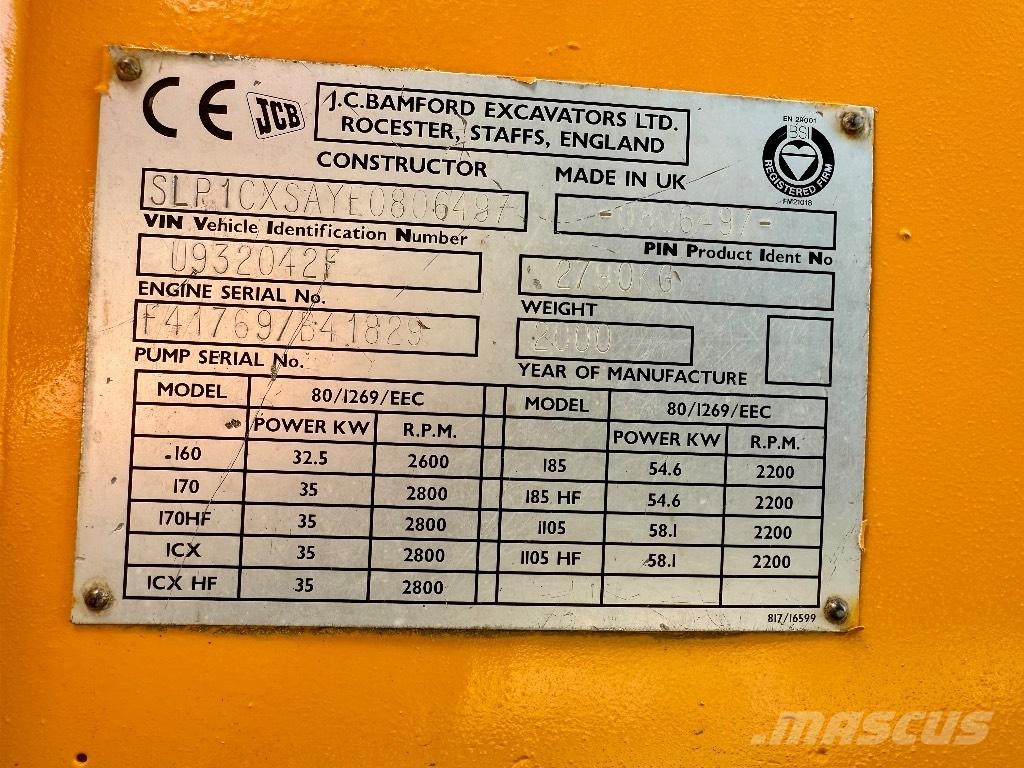 CE JCB J.C.BAMFORD EXCAVATORS LTD.
ROCESTER, STAFFS, ENGLAND
EN 29001
BSI
REGISTERED FIRM
FM21018
CONSTRUCTOR MADE IN UK
SLP1CXSAYE0806497 -0806497-
VIN Vehicle Identification Number PIN Product Ident No
U932042F 2790KG
ENGINE SERIAL No. WEIGHT
F41769/B41829 2000
PUMP SERIAL No. YEAR OF MANUFACTURE
MODEL 80/1269/EEC MODEL 80/1269/EEC
POWER KW R.P.M. POWER KW R.P.M.
160 32.5 2600 185 54.6 2200
170 35 2800 185 HF 54.6 2200
170HF 35 2800 1105 58.1 2200
1CX 35 2800 1105 HF 58.1 2200
1CX HF 35 2800
817/16599
mascus